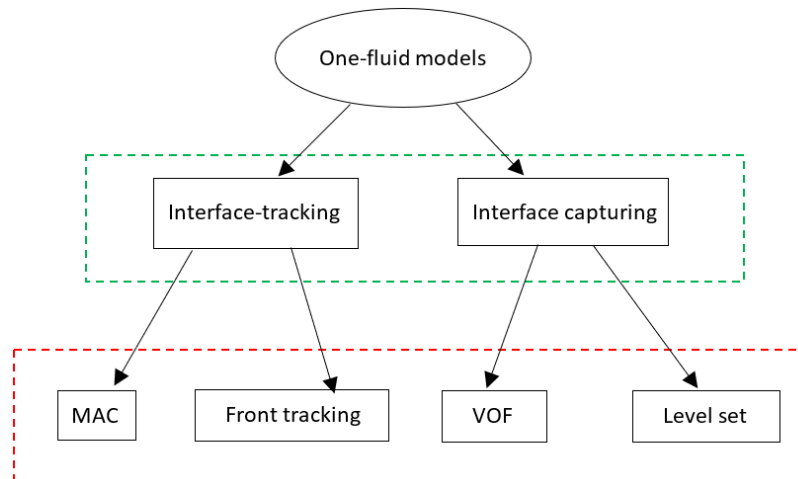 One-fluid models
Interface-tracking
Interface capturing
MAC
Front tracking
VOF
Level set